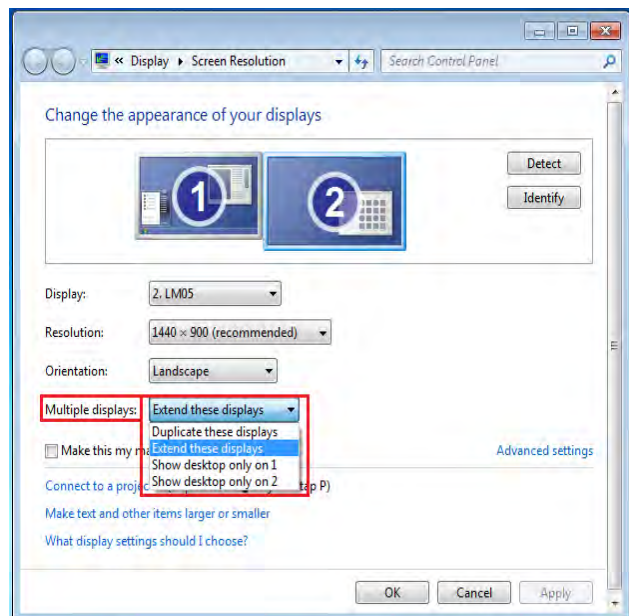 « Display ▸ Screen Resolution
Search Control Panel
Change the appearance of your displays
1
2
Detect
Identify
Display: 2. LM05
Resolution: 1440 × 900 (recommended)
Orientation: Landscape
Multiple displays: Extend these displays
Duplicate these displays
Extend these displays
Show desktop only on 1
Show desktop only on 2
Make this my
Advanced settings
Connect to a tap P)
Make text and other items larger or smaller
What display settings should I choose?
OK
Cancel
Apply